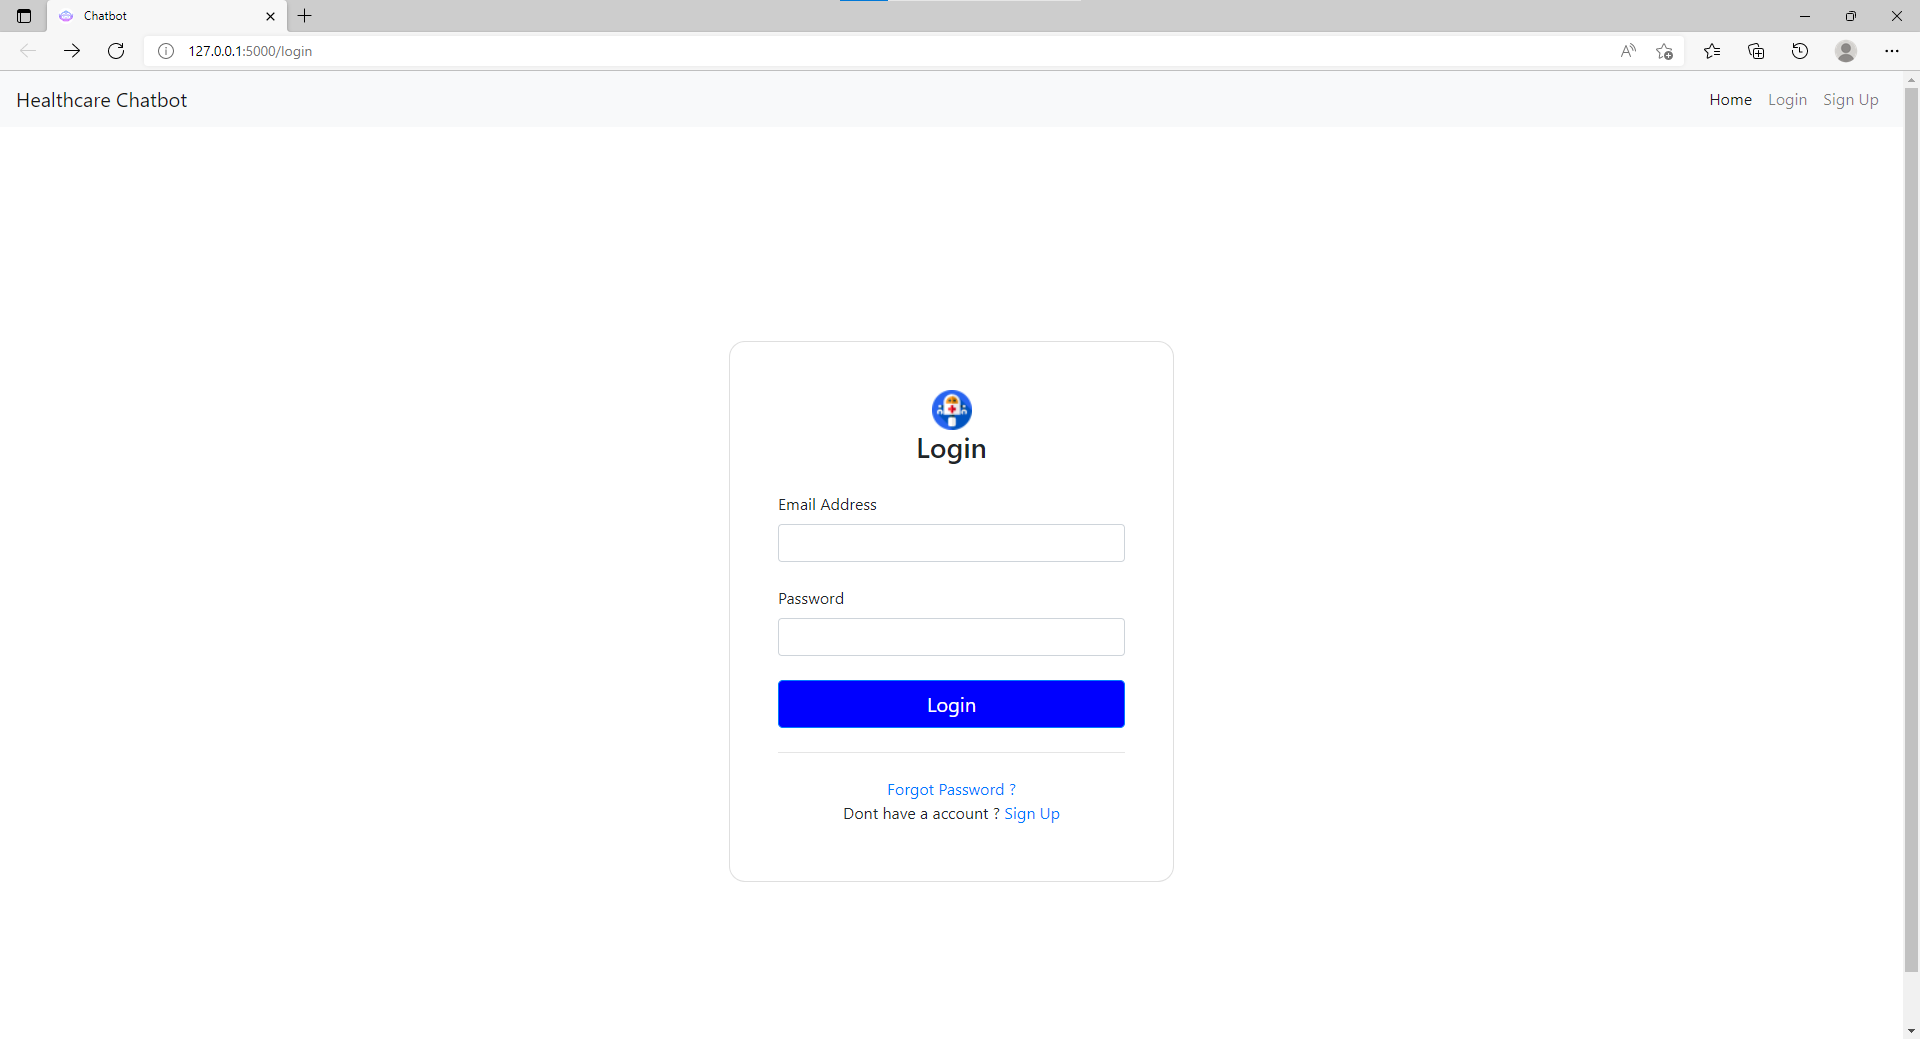 Chatbot
127.0.0.1:5000/login
Healthcare Chatbot
Home Login Sign Up
Login
Email Address
Password
Login
Forgot Password ?
Dont have a account ? Sign Up